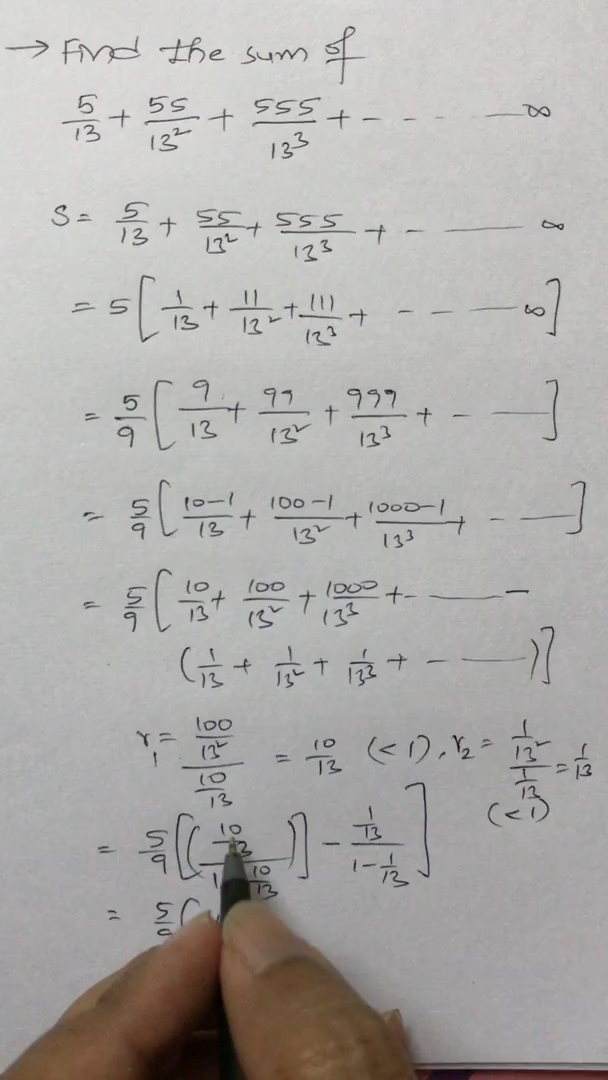 → Find the sum of
5/13 + 55/13² + 555/13³ + - - - — ∞
S = 5/13 + 55/13² + 555/13³ + - — ∞
= 5 [ 1/13 + 11/13² + 111/13³ + - - — ∞ ]
= 5/9 [ 9/13 + 99/13² + 999/13³ + - — ]
= 5/9 [ (10-1)/13 + (100-1)/13² + (1000-1)/13³ + - — ]
= 5/9 [ 10/13 + 100/13² + 1000/13³ + - — -
( 1/13 + 1/13² + 1/13³ + - — ) ]
r₁ = (100/13²)/(10/13) = 10/13 (< 1), r₂ = (1/13²)/(1/13) = 1/13
(< 1)
= 5/9 [ ( (10/13)/(1 10/13) ) ] - (1/13)/(1 - 1/13) ]
= 5/9 (